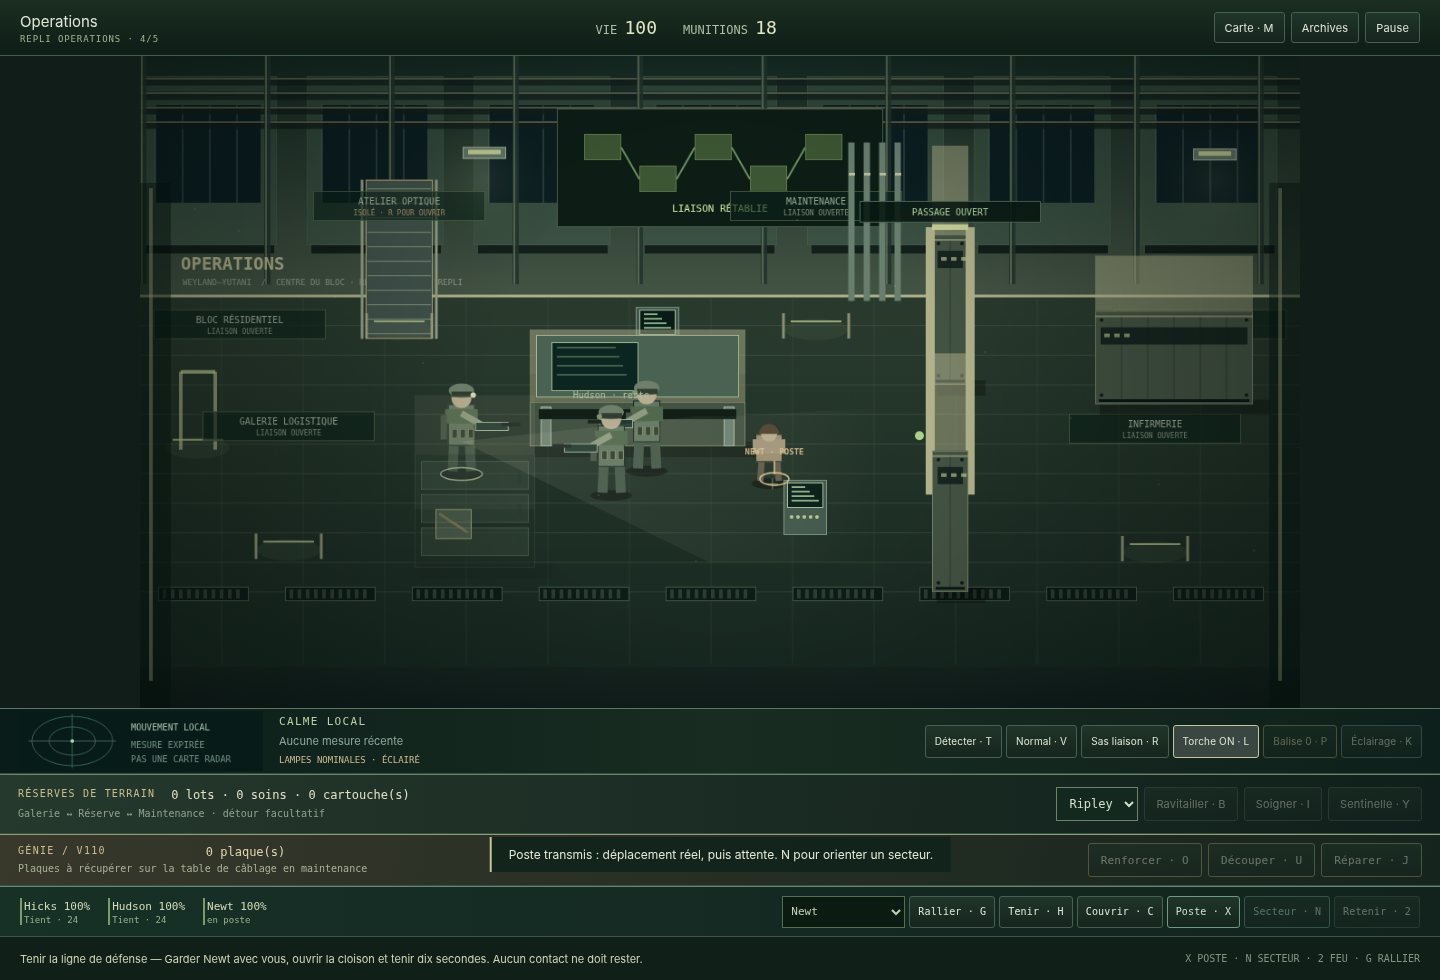 Operations
REPLI OPERATIONS · 4/5
VIE 100 MUNITIONS 18
Carte · M
Archives
Pause
ATELIER OPTIQUE
ISOLÉ · R POUR OUVRIR
LIAISON RÉTABLIE
MAINTENANCE
LIAISON OUVERTE
PASSAGE OUVERT
OPERATIONS
WEYLAND–YUTANI / CENTRE DU BLOC · REPLI
BLOC RÉSIDENTIEL
LIAISON OUVERTE
GALERIE LOGISTIQUE
LIAISON OUVERTE
Hudson · reste
NEWT · POSTE
INFIRMERIE
LIAISON OUVERTE
MOUVEMENT LOCAL
MESURE EXPIRÉE
PAS UNE CARTE RADAR
CALME LOCAL
Aucune mesure récente
LAMPES NOMINALES · ÉCLAIRÉ
Détecter · T
Normal · V
Sas liaison · R
Torche ON · L
Balise 0 · P
Éclairage · K
RÉSERVES DE TERRAIN 0 lots · 0 soins · 0 cartouche(s)
Galerie ↔ Réserve ↔ Maintenance · détour facultatif
Ripley
Ravitailler · B
Soigner · I
Sentinelle · Y
GÉNIE / V110 0 plaque(s)
Plaques à récupérer sur la table de câblage en maintenance
Poste transmis : déplacement réel, puis attente. N pour orienter un secteur.
Renforcer · O
Découper · U
Réparer · J
Hicks 100%
Tient · 24
Hudson 100%
Tient · 24
Newt 100%
en poste
Newt
Rallier · G
Tenir · H
Couvrir · C
Poste · X
Secteur · N
Retenir · 2
Tenir la ligne de défense — Garder Newt avec vous, ouvrir la cloison et tenir dix secondes. Aucun contact ne doit rester.
X POSTE · N SECTEUR · 2 FEU · G RALLIER